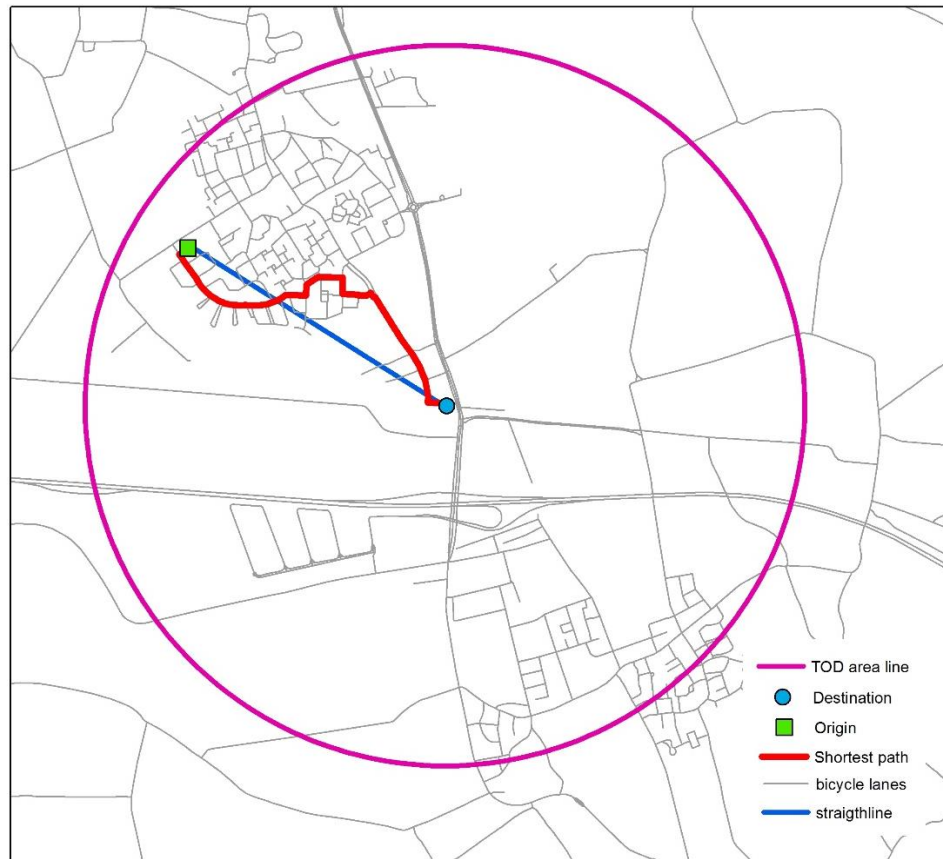 TOD area line
Destination
Origin
Shortest path
bicycle lanes
straigthline